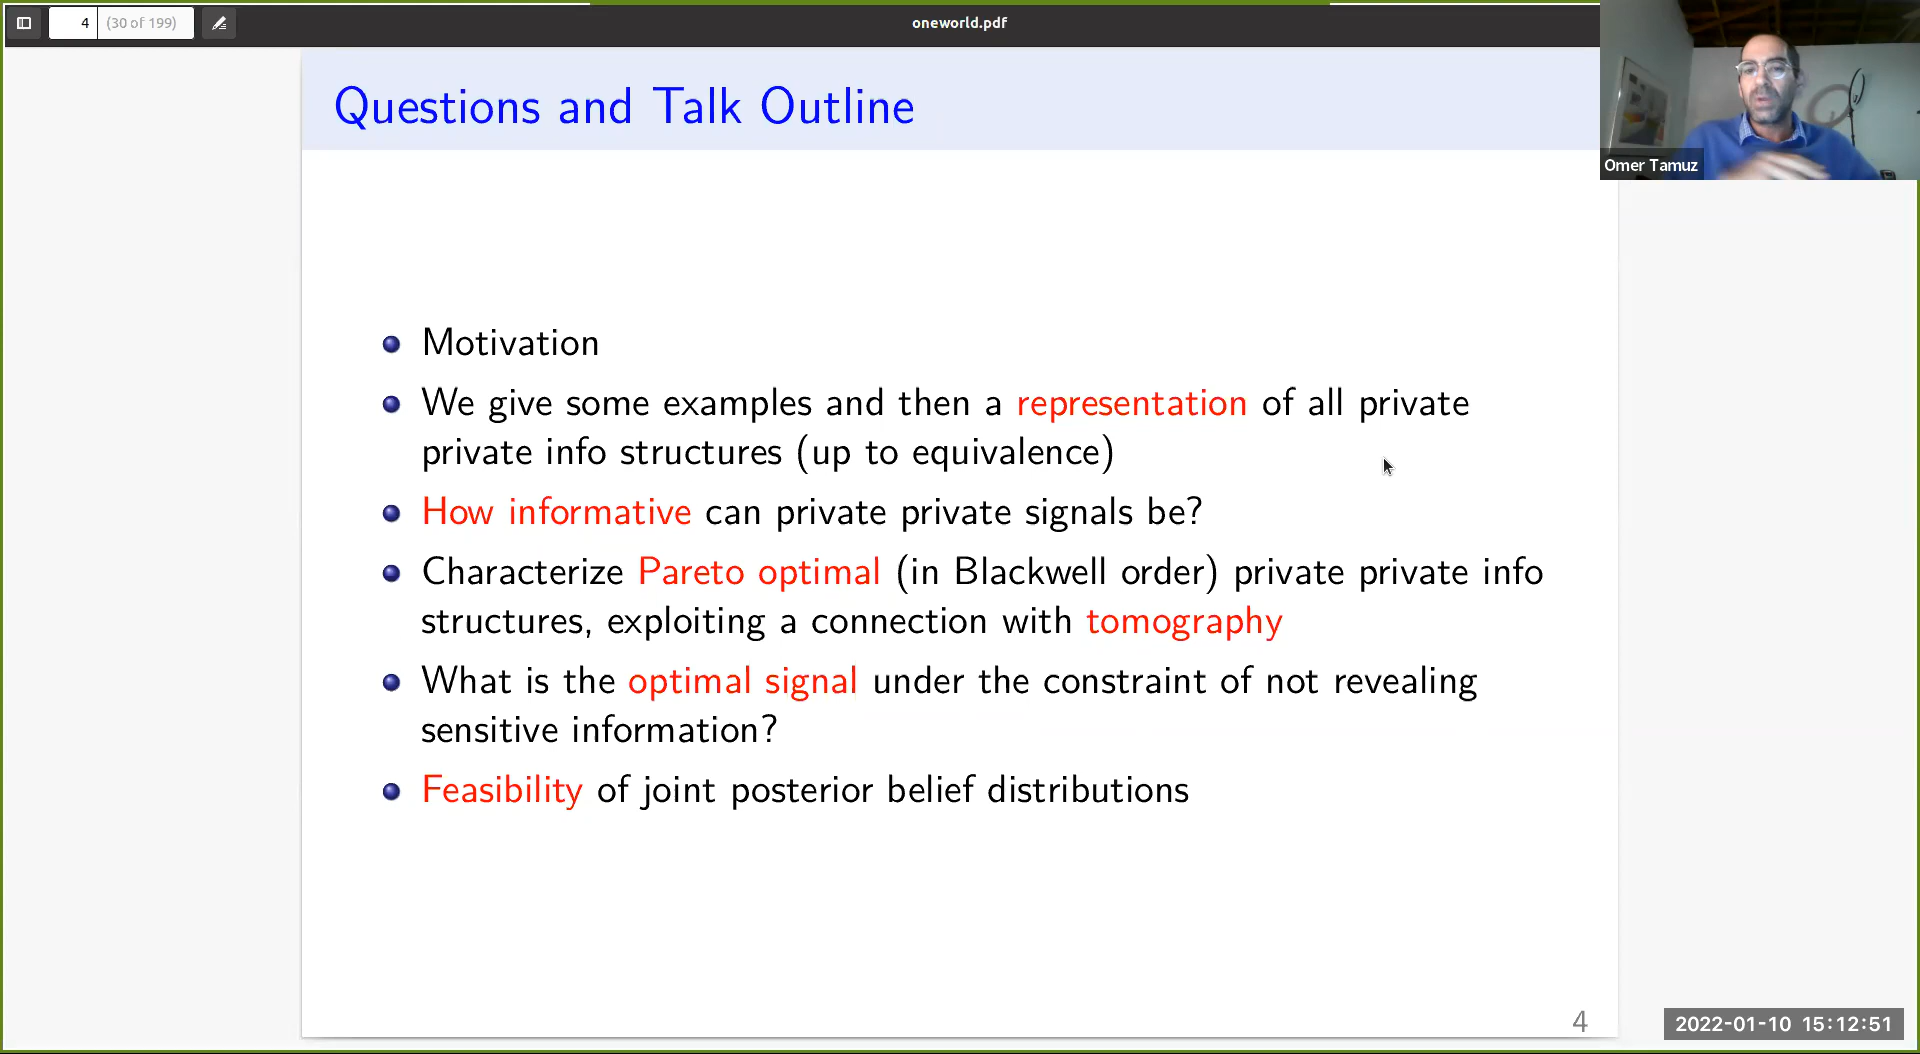 4 (30 of 199) oneworld.pdf
Questions and Talk Outline
Omer Tamuz
Motivation
We give some examples and then a representation of all private
private info structures (up to equivalence)
How informative can private private signals be?
Characterize Pareto optimal (in Blackwell order) private private info
structures, exploiting a connection with tomography
What is the optimal signal under the constraint of not revealing
sensitive information?
Feasibility of joint posterior belief distributions
4
2022-01-10 15:12:51